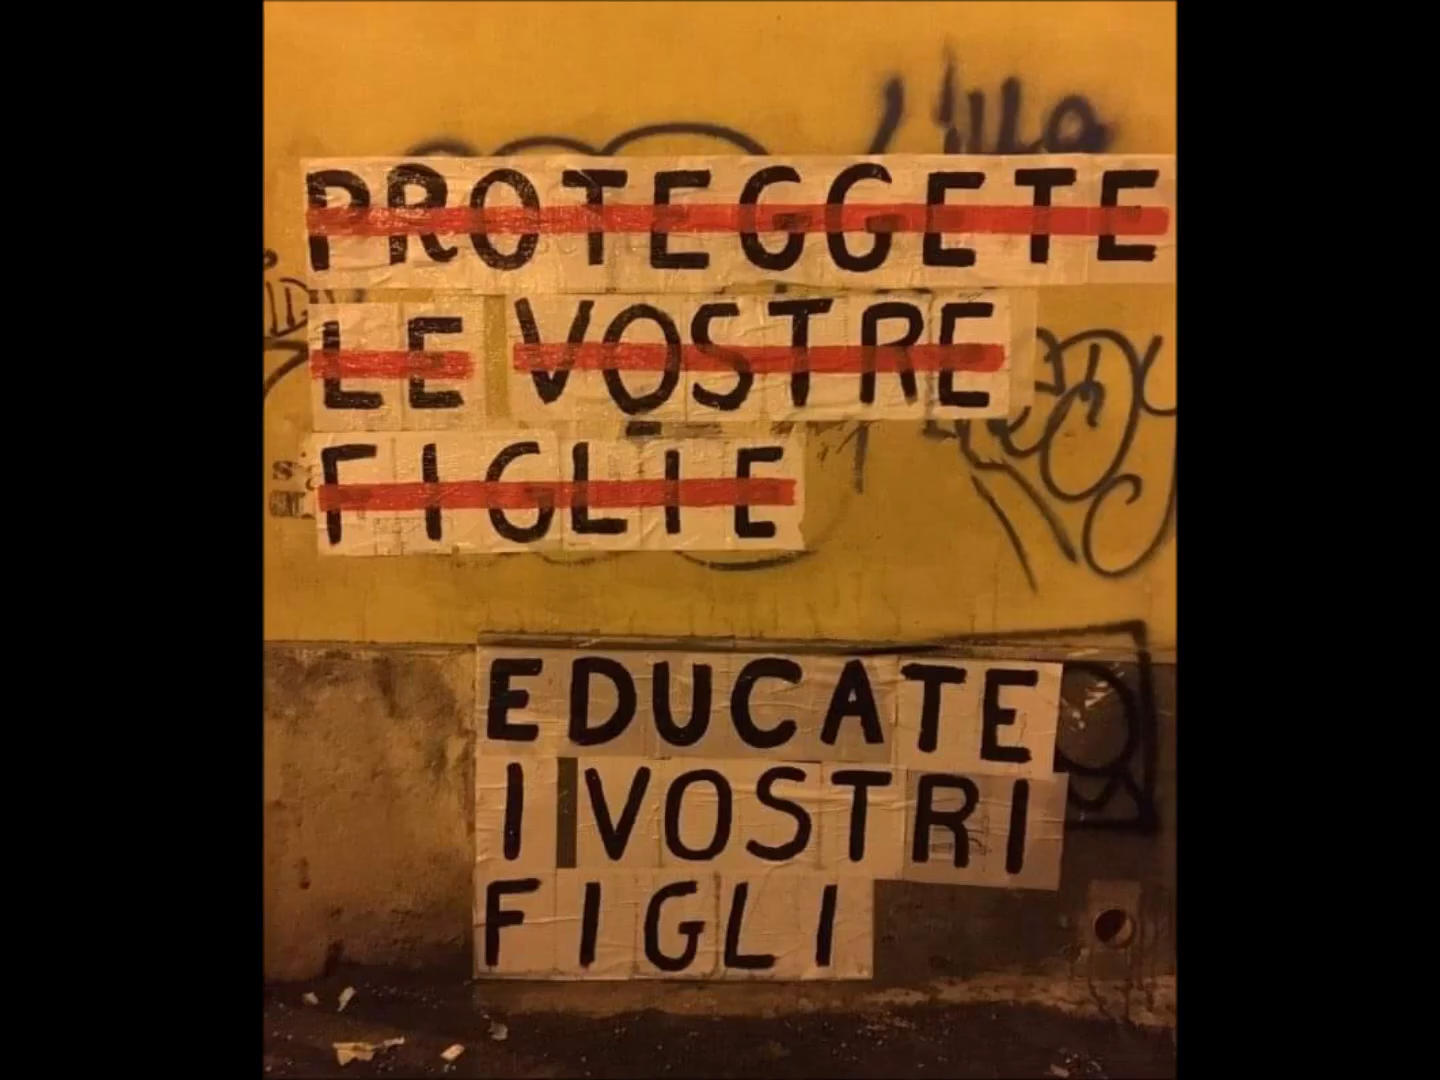 PROTEGGETE
LE VOSTRE
FIGLIE
EDUCATE
I VOSTRI
FIGLI